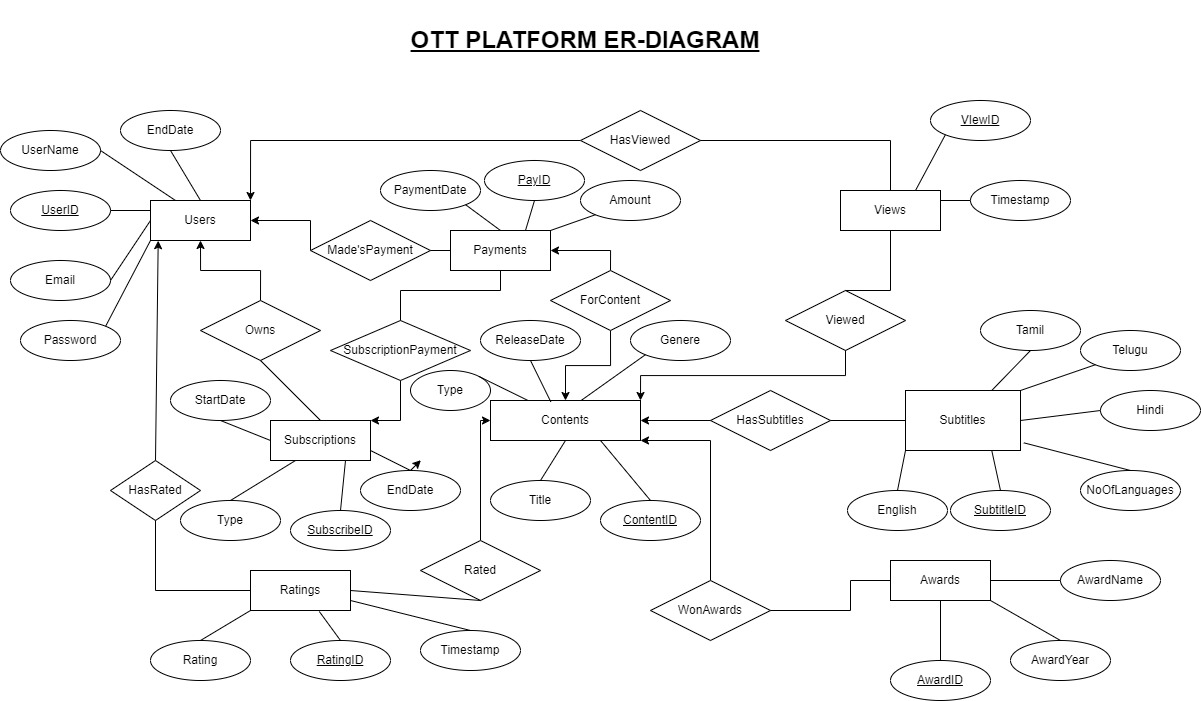 OTT PLATFORM ER-DIAGRAM
VIewID
EndDate
HasViewed
UserName
PayID
PaymentDate
Amount
Timestamp
UserID
Users
Views
Made'sPayment
Payments
Email
ForContent
Viewed
Owns
Tamil
Password
SubscriptionPayment
ReleaseDate
Genere
Telugu
Type
StartDate
Hindi
Contents
HasSubtitles
Subtitles
Subscriptions
HasRated
EndDate
NoOfLanguages
Title
English
SubtitleID
Type
SubscribeID
ContentID
Rated
Awards
AwardName
Ratings
WonAwards
Timestamp
Rating
RatingID
AwardYear
AwardID